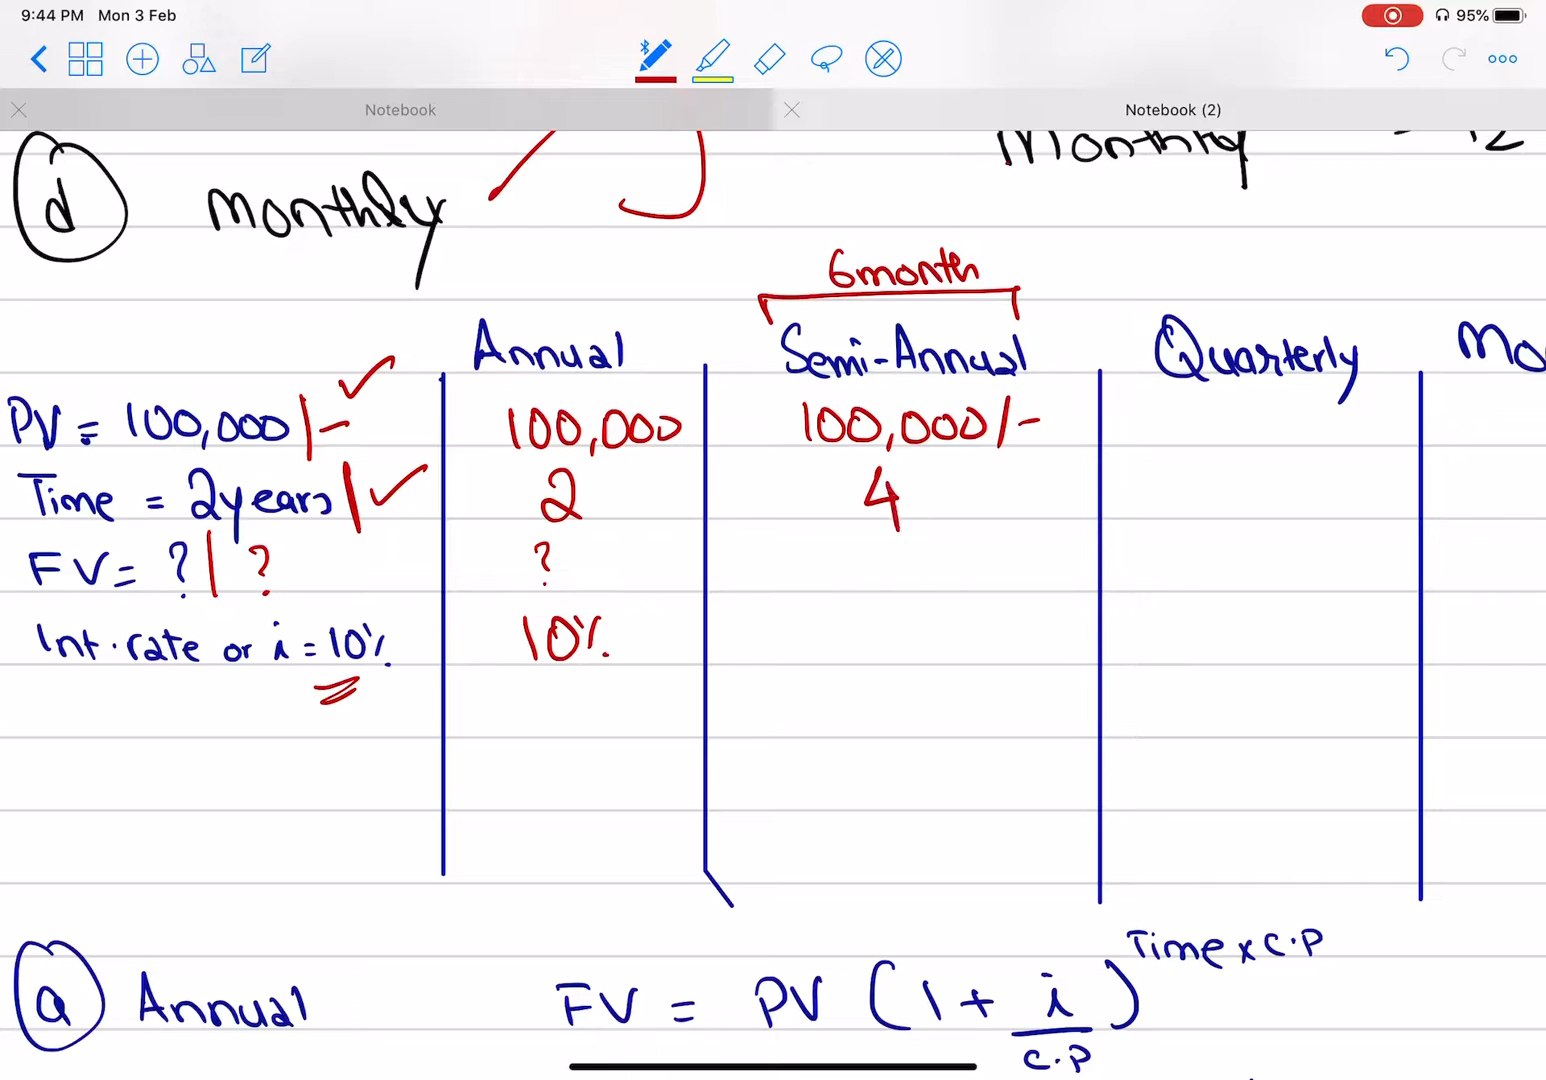 9:44 PM Mon 3 Feb 95%
Notebook Notebook (2)
d monthly
Monthly - 12
6month
Annual Semi-Annual Quarterly Mo
PV = 100,000/- 100,000 100,000/-
Time = 2years 2 4
FV = ? ? ?
Int. rate or i = 10% 10%
a Annual FV = PV (1 + i/c.p)^Time x c.p